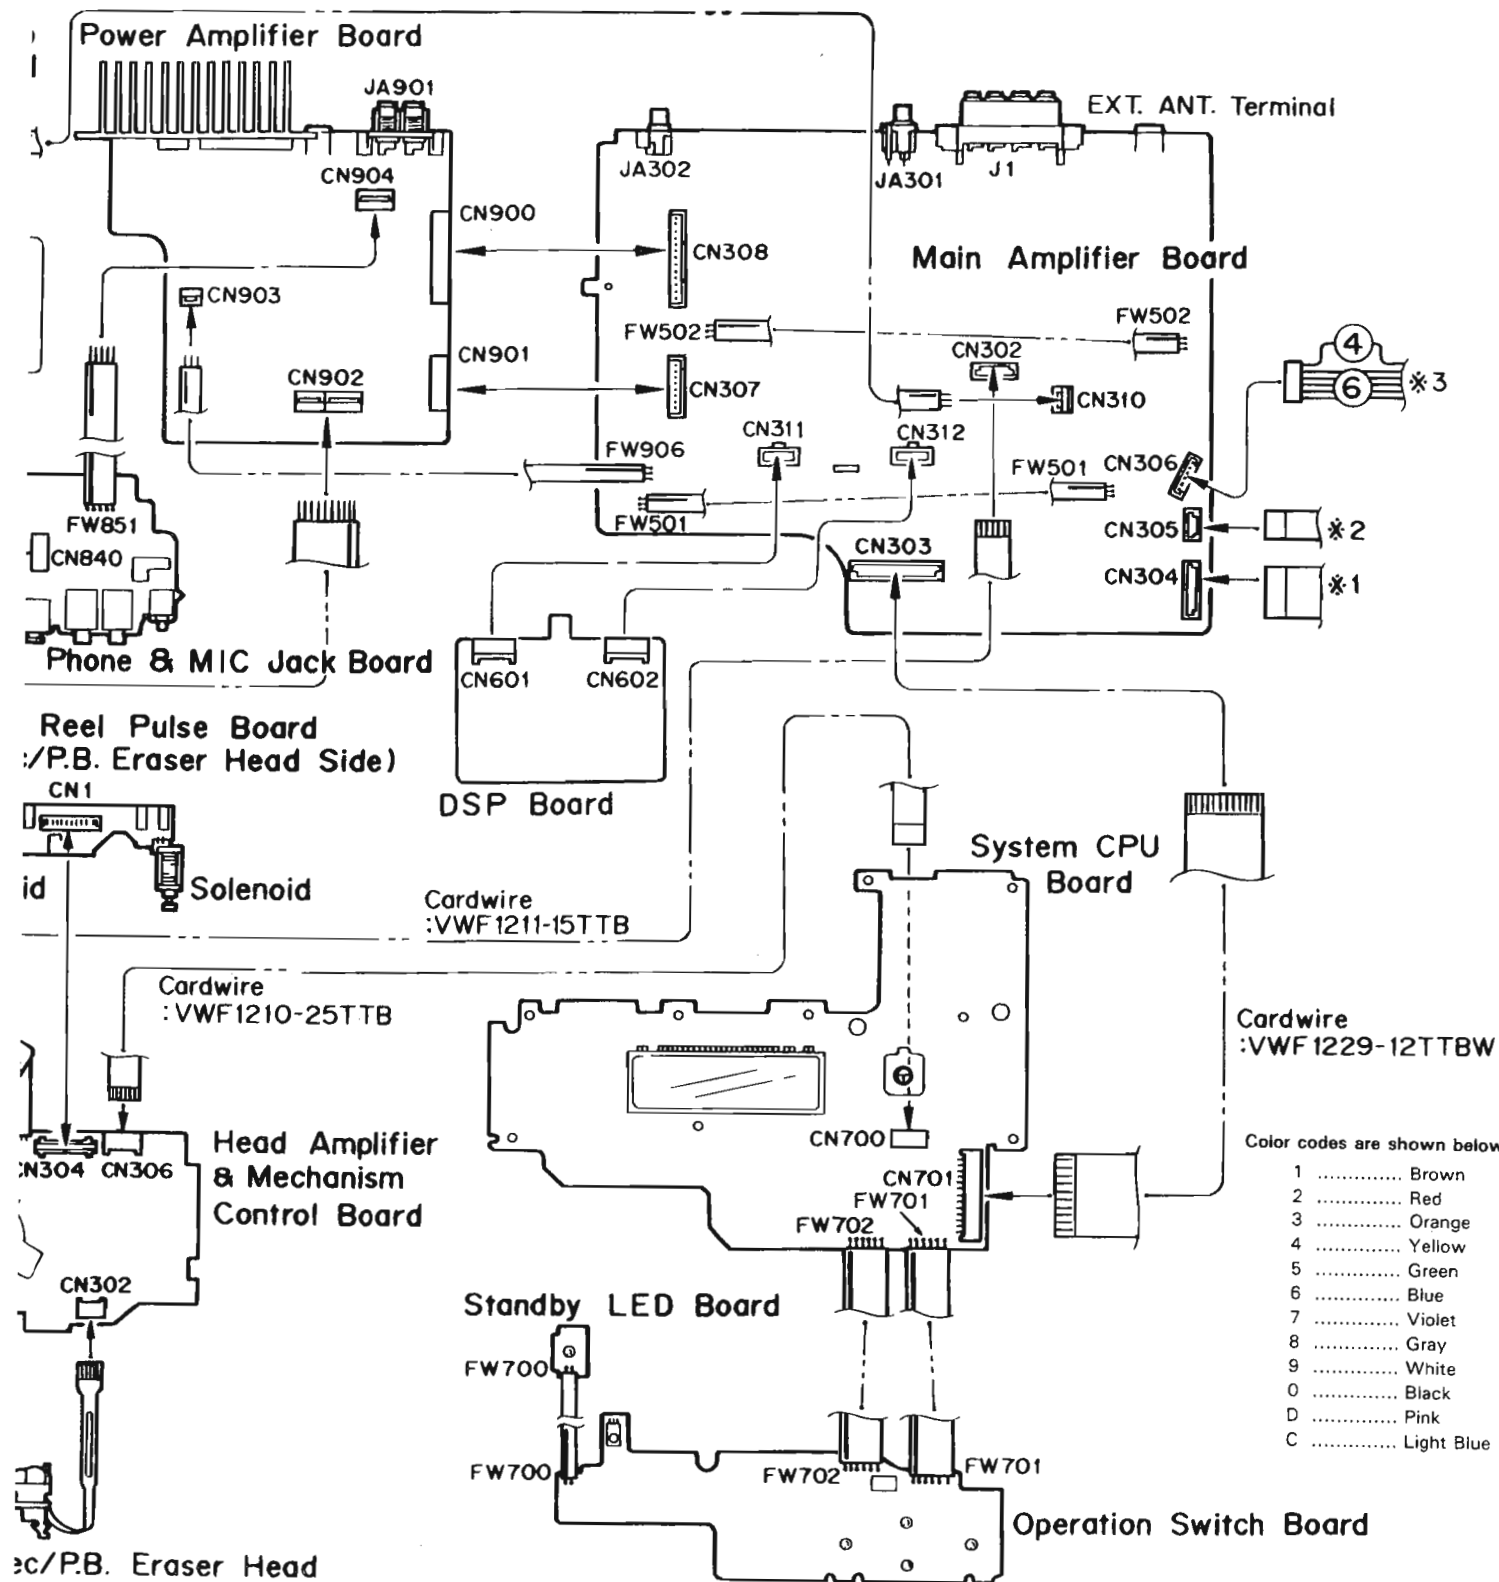 Power Amplifier Board
JA901
EXT. ANT. Terminal
JA302
JA301
J1
CN904
CN900
CN308
Main Amplifier Board
CN903
FW502
FW502
CN901
CN302
4
CN902
CN307
CN310
6
※3
CN311
CN312
FW906
FW501
CN306
FW851
FW501
CN305
※2
CN840
CN303
CN304
※1
Phone & MIC Jack Board
CN601
CN602
Reel Pulse Board
:/P.B. Eraser Head Side)
CN1
DSP Board
System CPU
Board
id
Solenoid
Cardwire
:VWF1211-15TTB
Cardwire
:VWF1210-25TTB
Cardwire
:VWF1229-12TTBW
CN700
Head Amplifier
& Mechanism
Control Board
:N304
CN306
CN701
FW701
FW702
Color codes are shown below
1 .............. Brown
2 .............. Red
3 .............. Orange
4 .............. Yellow
5 .............. Green
6 .............. Blue
7 .............. Violet
8 .............. Gray
9 .............. White
0 .............. Black
D .............. Pink
C .............. Light Blue
CN302
Standby LED Board
FW700
FW700
FW702
FW701
Operation Switch Board
ec/P.B. Eraser Head